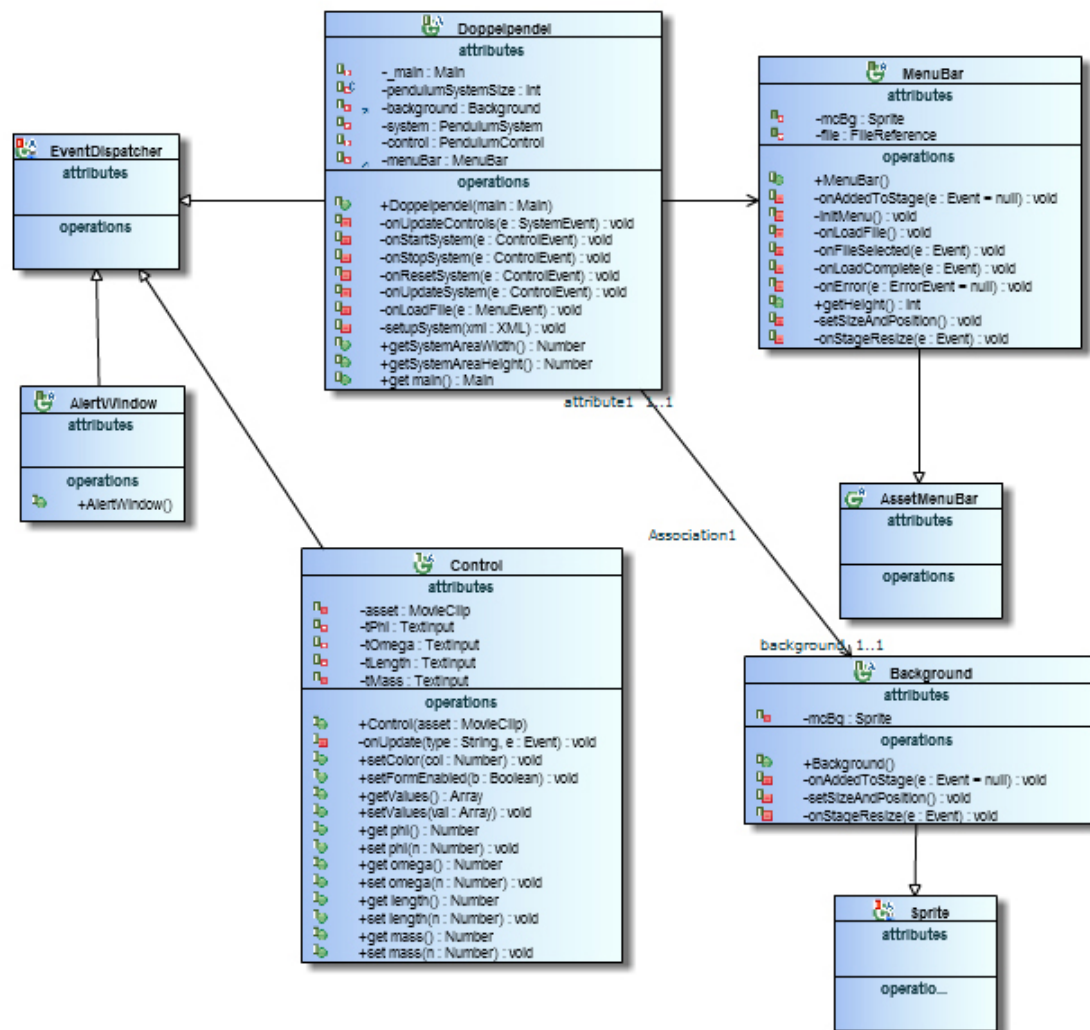 Doppelpendel
attributes
-_main : Main
-pendulumSystemSize : int
-background : Background
-system : PendulumSystem
-control : PendulumControl
-menuBar : MenuBar
operations
+Doppelpendel(main : Main)
-onUpdateControls(e : SystemEvent) : void
-onStartSystem(e : ControlEvent) : void
-onStopSystem(e : ControlEvent) : void
-onResetSystem(e : ControlEvent) : void
-onUpdateSystem(e : ControlEvent) : void
-onLoadFile(e : MenuEvent) : void
-setupSystem(xml : XML) : void
+getSystemAreaWidth() : Number
+getSystemAreaHeight() : Number
+get main() : Main
MenuBar
attributes
-mcBg : Sprite
-file : FileReference
operations
+MenuBar()
-onAddedToStage(e : Event = null) : void
-initMenu() : void
-onLoadFile() : void
-onFileSelected(e : Event) : void
-onLoadComplete(e : Event) : void
-onError(e : ErrorEvent = null) : void
+getHeight() : int
-setSizeAndPosition() : void
-onStageResize(e : Event) : void
EventDispatcher
attributes
operations
AlertWindow
attributes
operations
+AlertWindow()
attribute1 1..1
Association1
background 1..1
AssetMenuBar
attributes
operations
Control
attributes
-asset : MovieClip
-tPhi : TextInput
-tOmega : TextInput
-tLength : TextInput
-tMass : TextInput
operations
+Control(asset : MovieClip)
-onUpdate(type : String, e : Event) : void
+setColor(col : Number) : void
+setFormEnabled(b : Boolean) : void
+getValues() : Array
+setValues(val : Array) : void
+get phi() : Number
+set phi(n : Number) : void
+get omega() : Number
+set omega(n : Number) : void
+get length() : Number
+set length(n : Number) : void
+get mass() : Number
+set mass(n : Number) : void
Background
attributes
-mcBg : Sprite
operations
+Background()
-onAddedToStage(e : Event = null) : void
-setSizeAndPosition() : void
-onStageResize(e : Event) : void
Sprite
attributes
operatio...